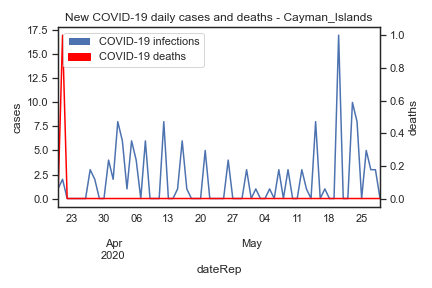 New COVID-19 daily cases and deaths - Cayman_Islands
COVID-19 infections
COVID-19 deaths
cases
17.5
15.0
12.5
10.0
7.5
5.0
2.5
0.0
deaths
1.0
0.8
0.6
0.4
0.2
0.0
23 30 06 13 20 27 04 11 18 25
Apr May
2020
dateRep